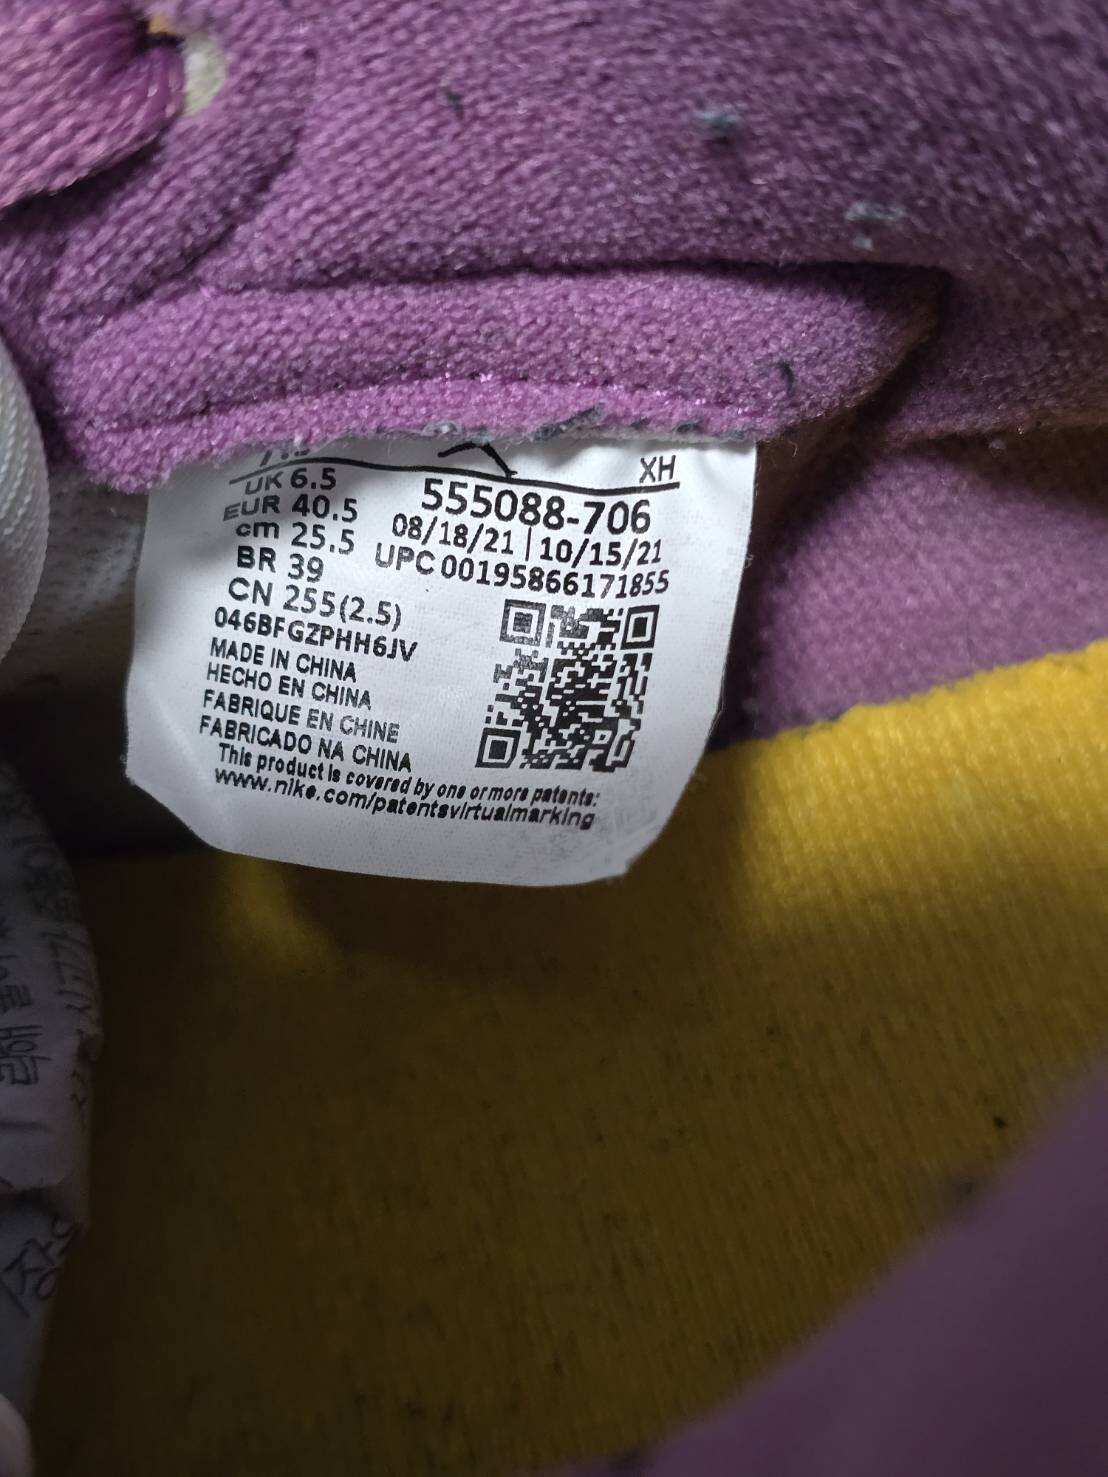 XH
UK 6.5
EUR 40.5
cm 25.5
BR 39
CN 255(2.5)
555088-706
08/18/21 | 10/15/21
UPC 00195866171855
046BFGZPHH6JV
MADE IN CHINA
HECHO EN CHINA
FABRIQUE EN CHINE
FABRICADO NA CHINA
This product is covered by one or more patents:
www.nike.com/patentsvirtualmarking